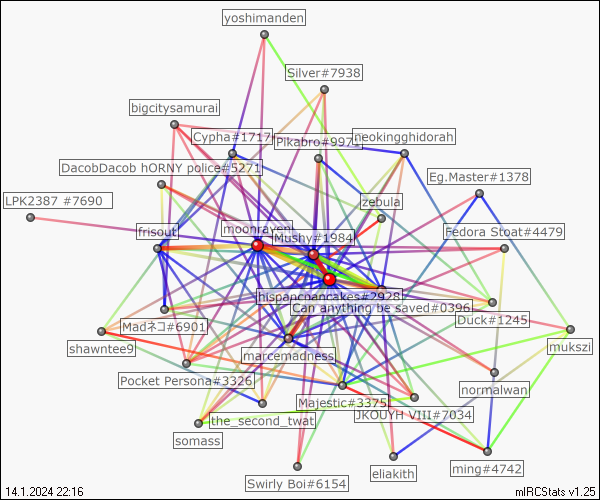 yoshimanden
Silver#7938
bigcitysamurai
Cypha#1717
Pikabro#9971
neokingghidorah
DacobDacob hORNY police#5271
Eg.Master#1378
LPK2387 #7690
zebula
frisout
moonraven
Mushy#1984
Fedora Stoat#4479
hispancpancakes#2928
Can anything be saved#0396
Madネコ#6901
Duck#1245
shawntee9
marcemadness
mukszi
Pocket Persona#3326
normalwan
Majestic#3375
JKOUYH VIII#7034
the_second_twat
somass
ming#4742
eliakith
Swirly Boi#6154
14.1.2024 22:16
mIRCStats v1.25